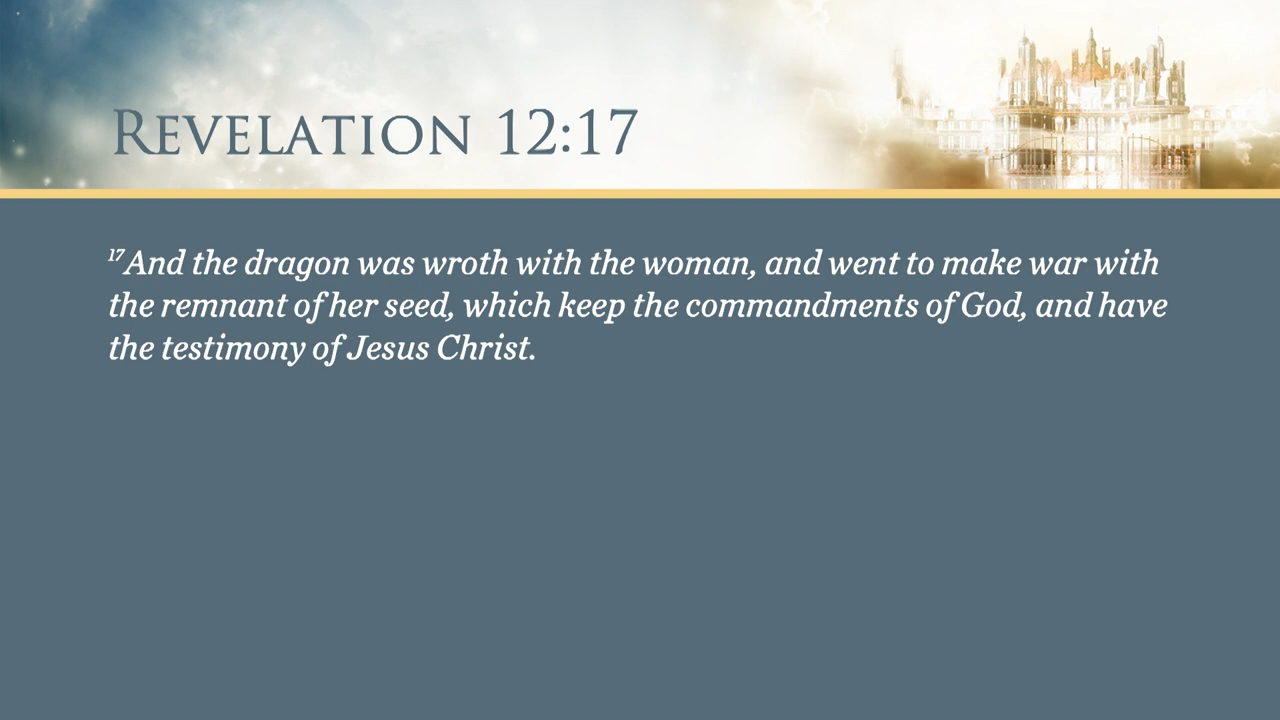 Revelation 12:17
17And the dragon was wroth with the woman, and went to make war with
the remnant of her seed, which keep the commandments of God, and have
the testimony of Jesus Christ.